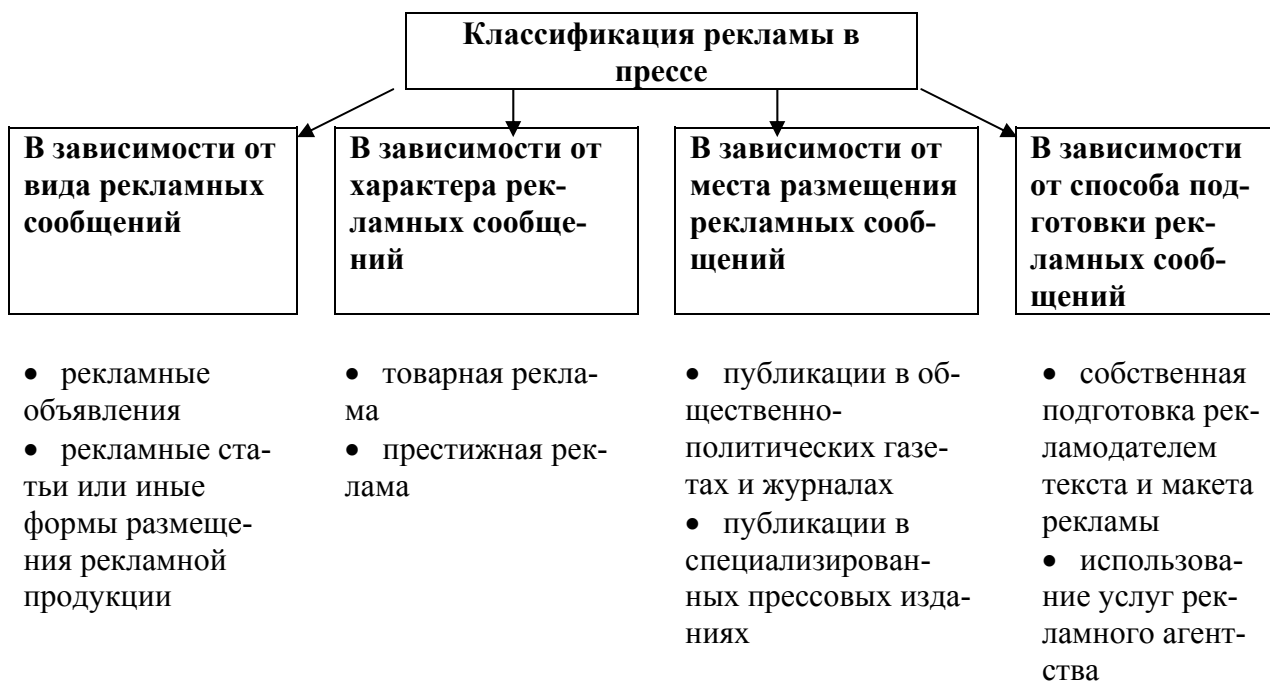 Классификация рекламы в
прессе
В зависимости от
вида рекламных
сообщений
В зависимости от
характера рек-
ламных сообще-
ний
В зависимости от
места размещения
рекламных сооб-
щений
В зависимости
от способа под-
готовки рек-
ламных сооб-
щений
• рекламные
объявления
• рекламные ста-
тьи или иные
формы размеще-
ния рекламной
продукции
• товарная рекла-
ма
• престижная рек-
лама
• публикации в об-
щественно-
политических газе-
тах и журналах
• публикации в
специализирован-
ных прессовых изда-
ниях
• собственная
подготовка рек-
ламодателем
текста и макета
рекламы
• использова-
ние услуг рек-
ламного агент-
ства